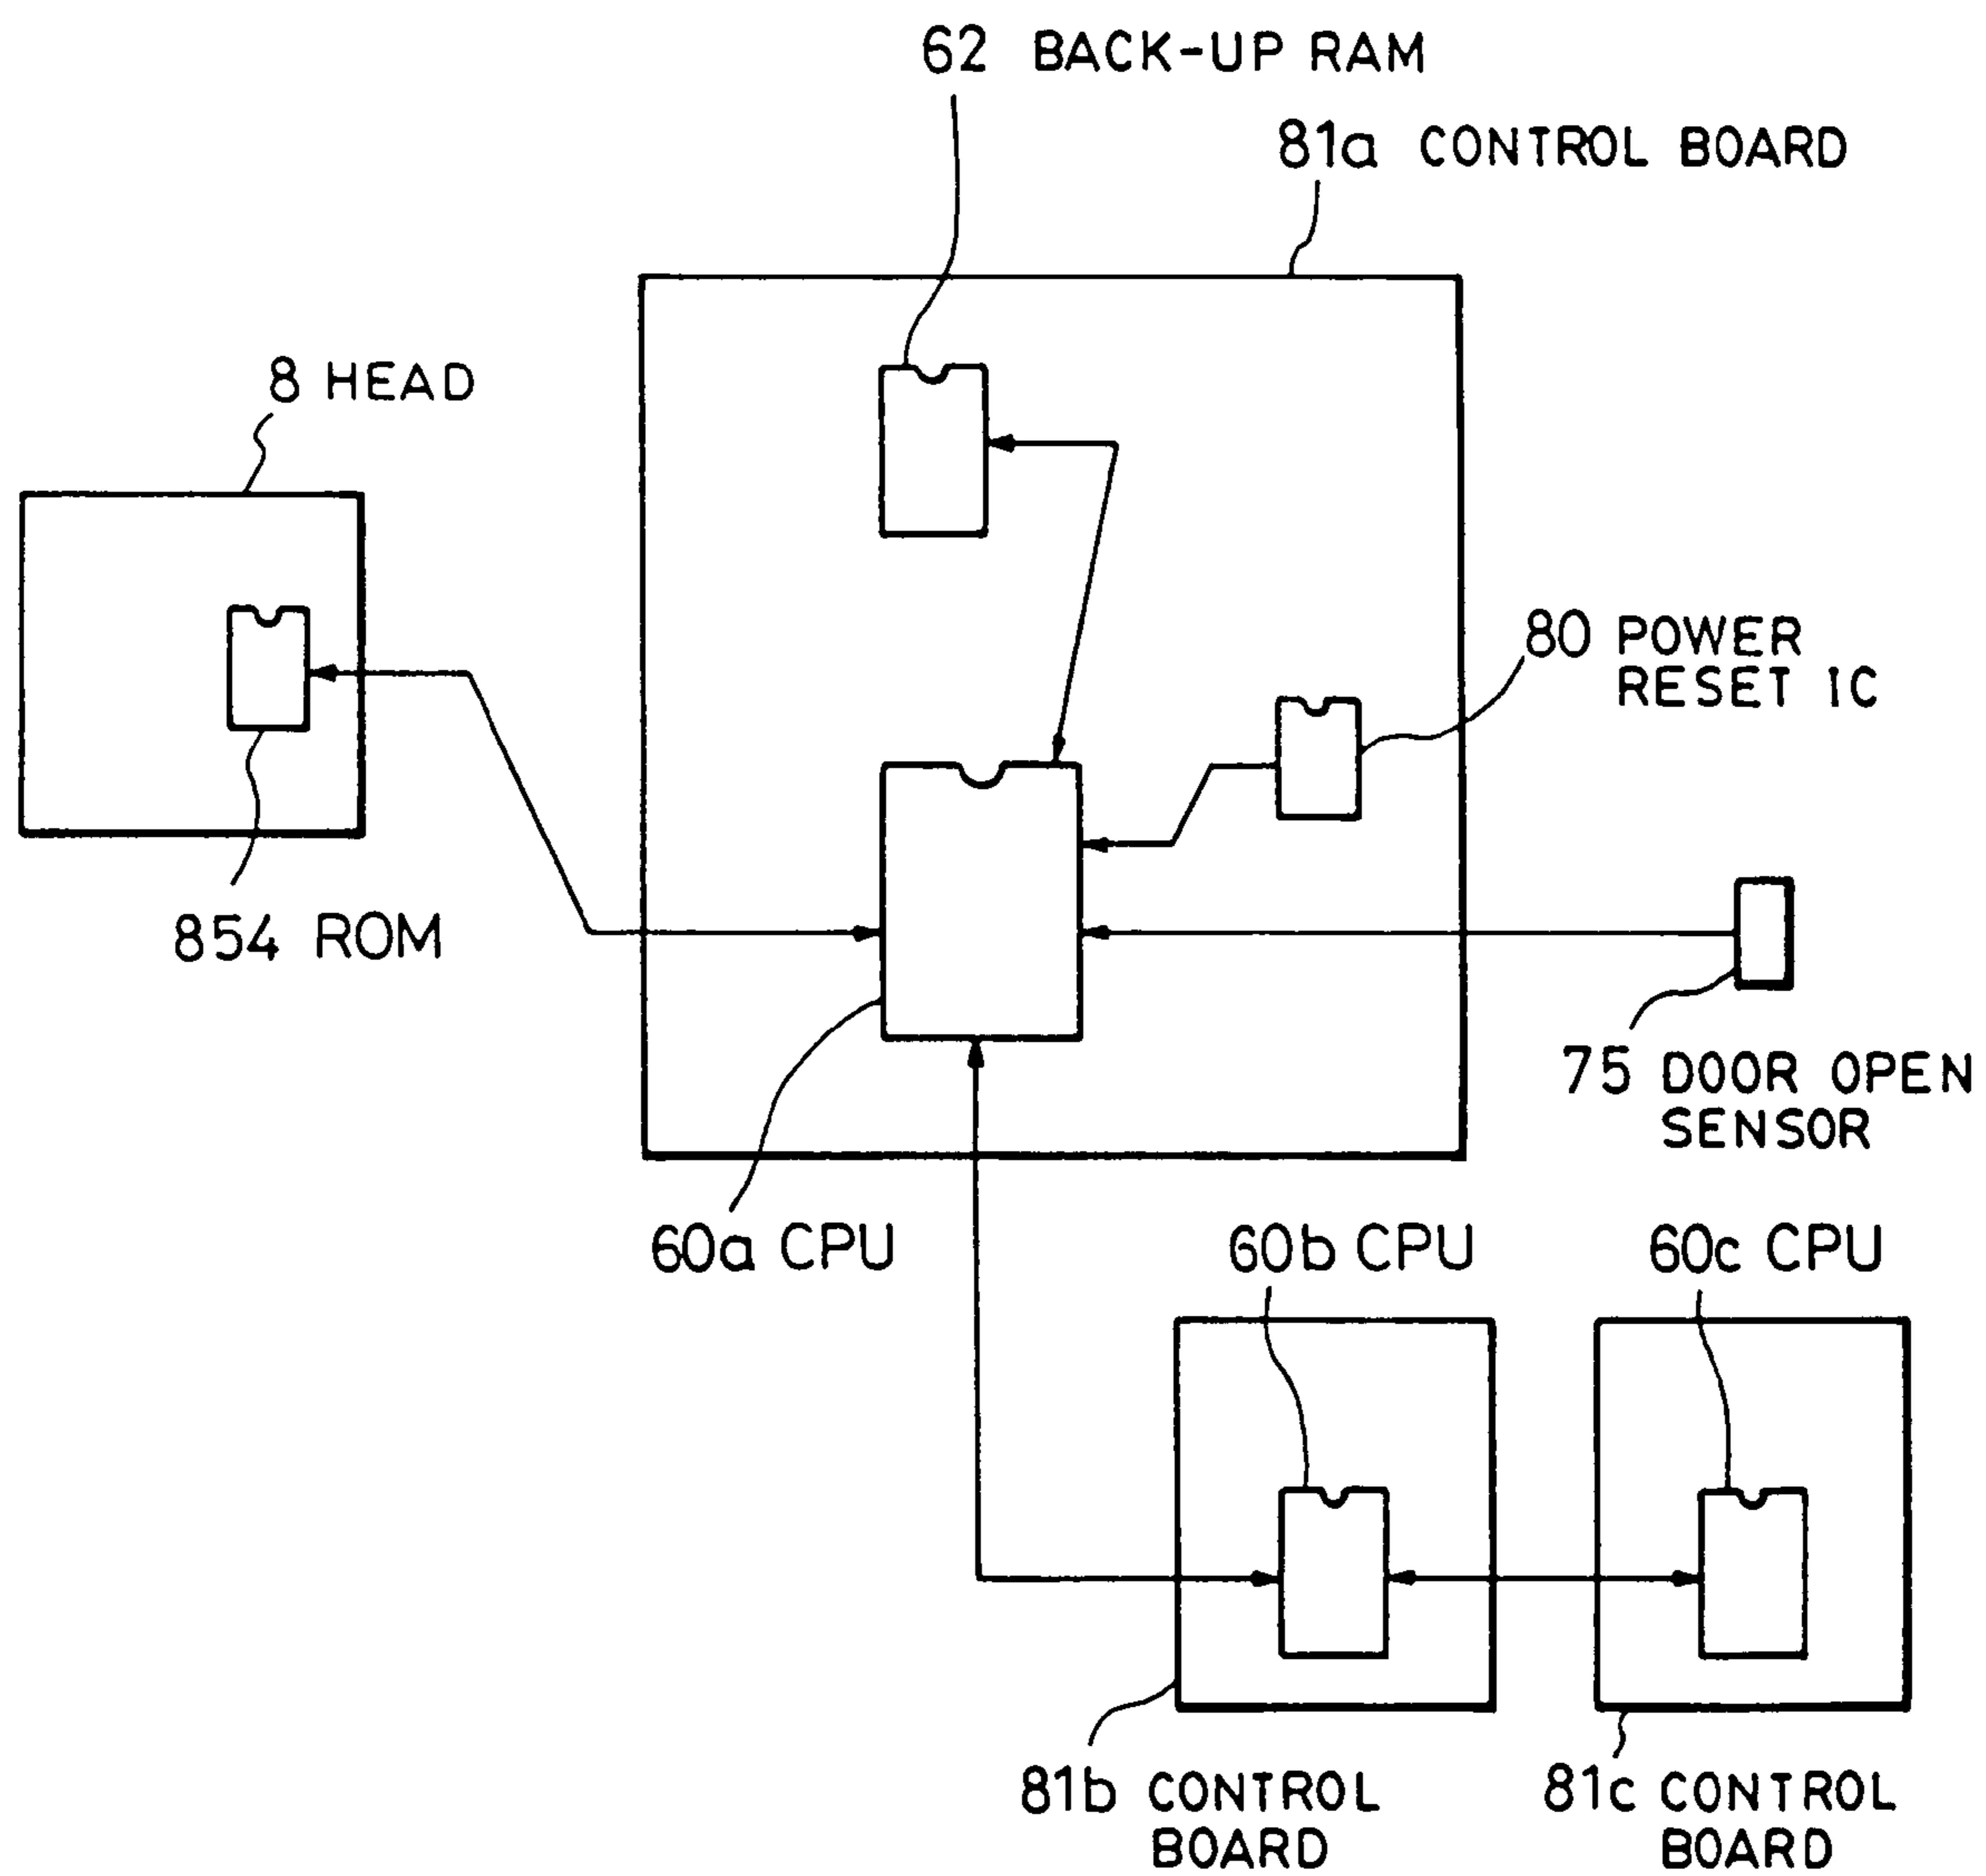 62 BACK-UP RAM
81a CONTROL BOARD
8 HEAD
80 POWER
RESET IC
854 ROM
75 DOOR OPEN
SENSOR
60a CPU
60b CPU
60c CPU
81b CONTROL
BOARD
81c CONTROL
BOARD